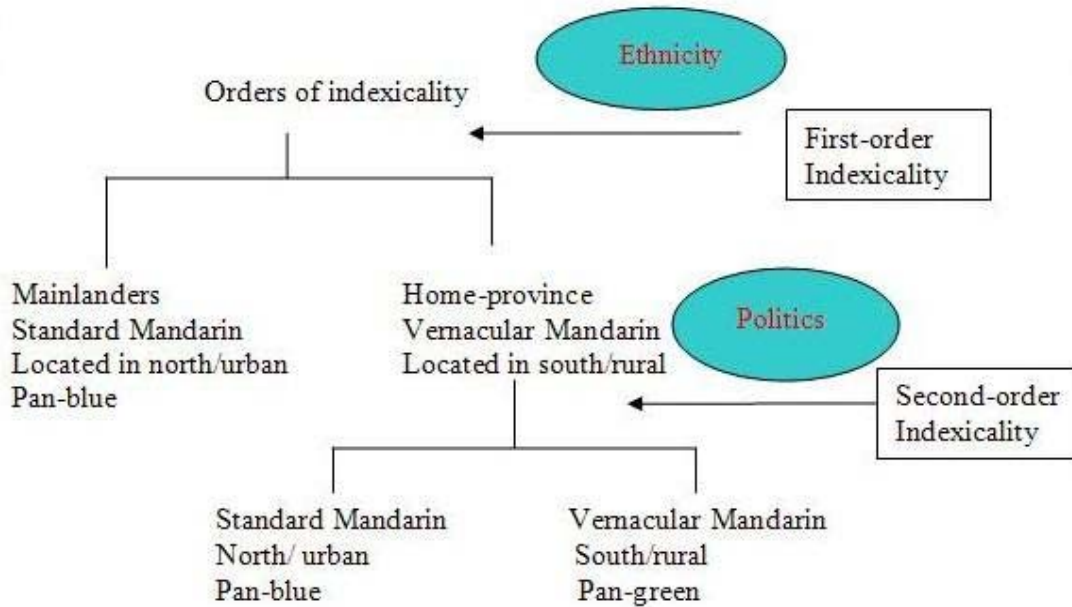 Ethnicity
Orders of indexicality
First-order
Indexicality
Mainlanders
Standard Mandarin
Located in north/urban
Pan-blue
Home-province
Vernacular Mandarin
Located in south/rural
Politics
Second-order
Indexicality
Standard Mandarin
North/ urban
Pan-blue
Vernacular Mandarin
South/rural
Pan-green